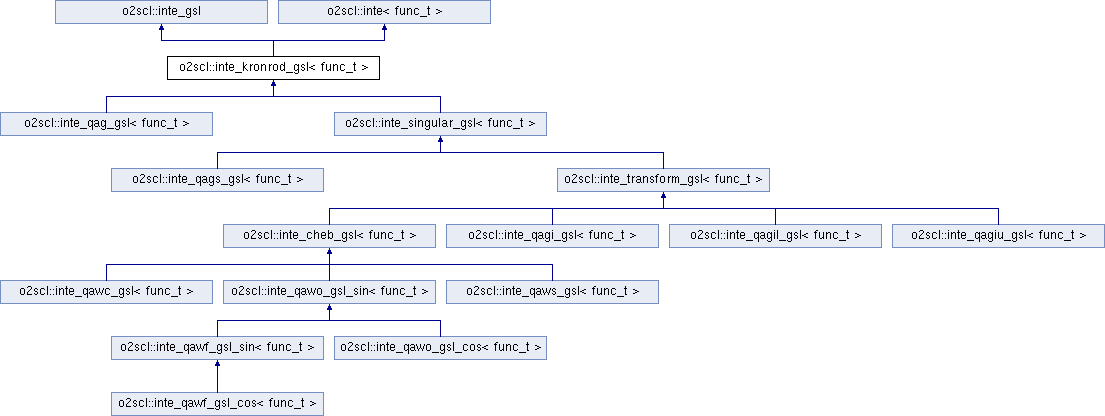 o2scl::inte_gsl
o2scl::inte< func_t >
o2scl::inte_kronrod_gsl< func_t >
o2scl::inte_qag_gsl< func_t >
o2scl::inte_singular_gsl< func_t >
o2scl::inte_qags_gsl< func_t >
o2scl::inte_transform_gsl< func_t >
o2scl::inte_cheb_gsl< func_t >
o2scl::inte_qagi_gsl< func_t >
o2scl::inte_qagil_gsl< func_t >
o2scl::inte_qagiu_gsl< func_t >
o2scl::inte_qawc_gsl< func_t >
o2scl::inte_qawo_gsl_sin< func_t >
o2scl::inte_qaws_gsl< func_t >
o2scl::inte_qawf_gsl_sin< func_t >
o2scl::inte_qawo_gsl_cos< func_t >
o2scl::inte_qawf_gsl_cos< func_t >